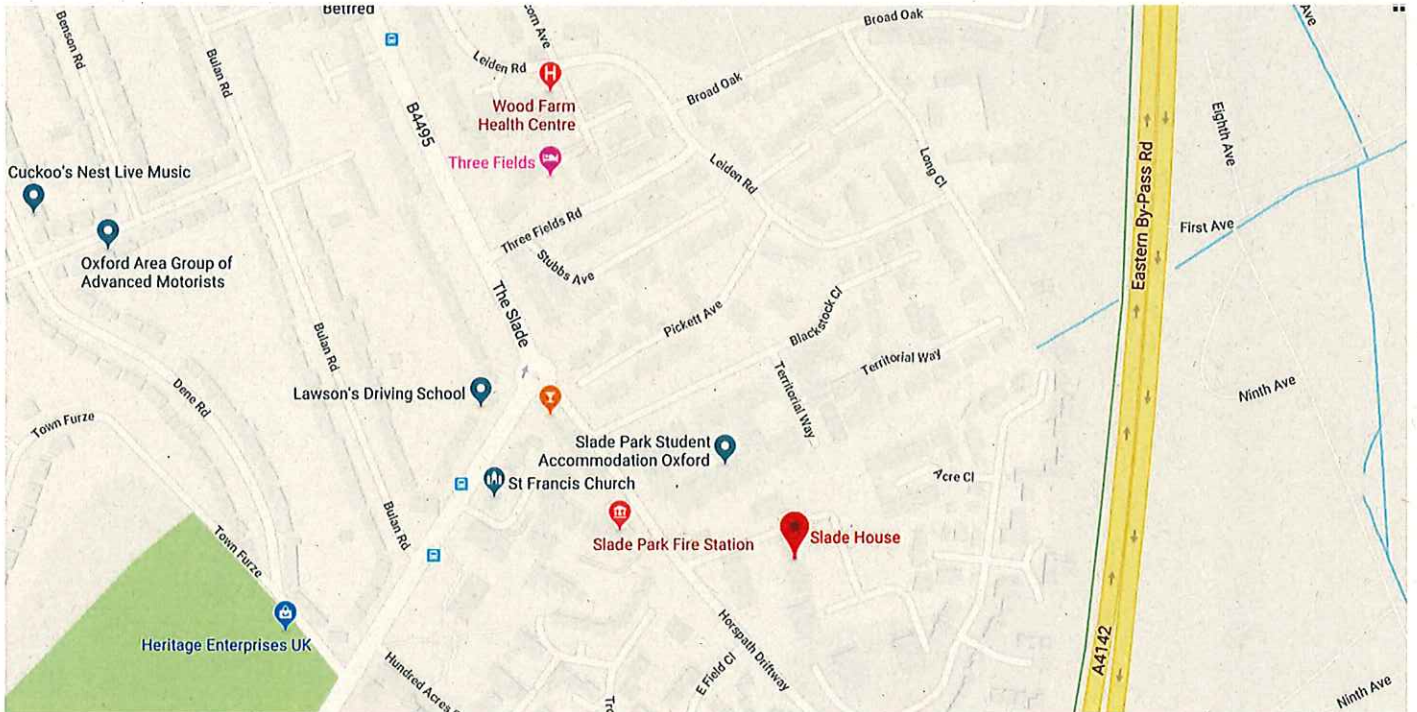 Betfred
Benson Rd
Bulan Rd
B4495
Leiden Rd
Wood Farm
Health Centre
Three Fields
Broad Oak
Broad Oak
Leiden Rd
Long Cl
Eastern By-Pass Rd
Eighth Ave
Ave
Cuckoo's Nest Live Music
Oxford Area Group of
Advanced Motorists
Three Fields Rd
Stubbs Ave
First Ave
The Slade
Pickett Ave
Blackstock Cl
Territorial Way
Territorial Way
Bulan Rd
Dene Rd
Lawson's Driving School
Ninth Ave
Town Furze
Slade Park Student
Accommodation Oxford
St Francis Church
Acre Cl
Bulan Rd
Slade Park Fire Station
Slade House
Town Furze
Heritage Enterprises UK
Horspath Driftway
E Field Cl
Hundred Acres
A4142
Ninth Ave